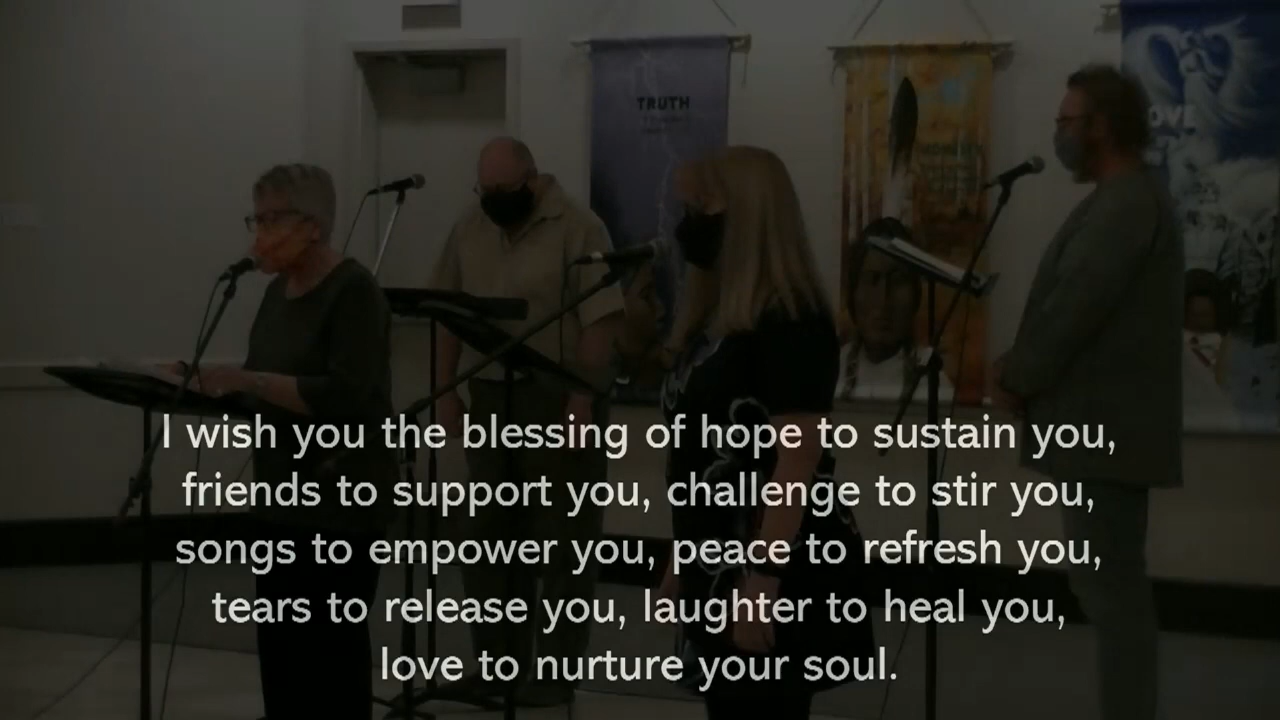 TRUTH
OVE
I wish you the blessing of hope to sustain you,
friends to support you, challenge to stir you,
songs to empower you, peace to refresh you,
tears to release you, laughter to heal you,
love to nurture your soul.